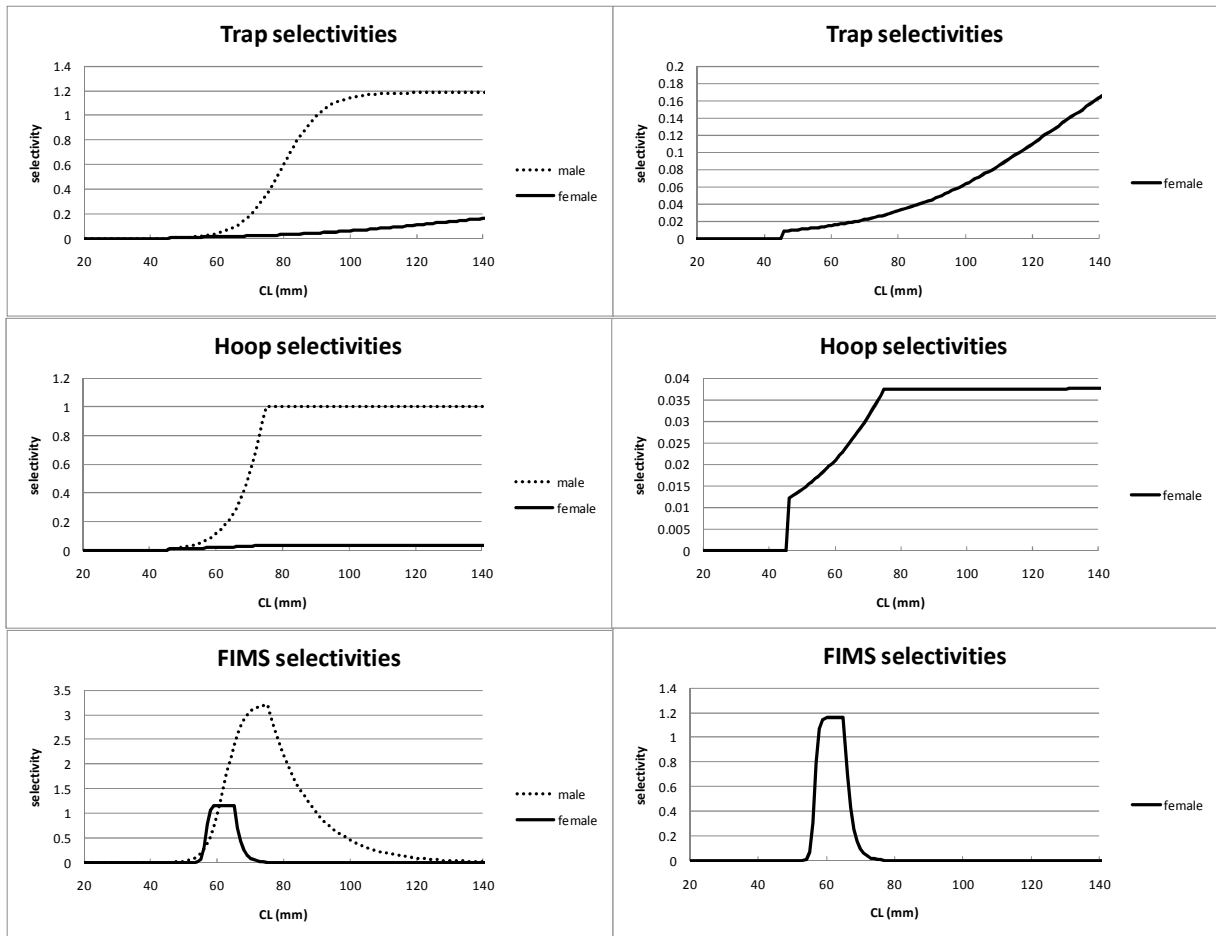 Trap selectivities
1.4
1.2
1
0.8
0.6
0.4
0.2
0
20 40 60 80 100 120 140
selectivity
CL (mm)
male
female
Trap selectivities
0.2
0.18
0.16
0.14
0.12
0.1
0.08
0.06
0.04
0.02
0
20 40 60 80 100 120 140
selectivity
CL (mm)
female
Hoop selectivities
1.2
1
0.8
0.6
0.4
0.2
0
20 40 60 80 100 120 140
selectivity
CL (mm)
male
female
Hoop selectivities
0.04
0.035
0.03
0.025
0.02
0.015
0.01
0.005
0
20 40 60 80 100 120 140
selectivity
CL (mm)
female
FIMS selectivities
3.5
3
2.5
2
1.5
1
0.5
0
20 40 60 80 100 120 140
selectivity
CL (mm)
male
female
FIMS selectivities
1.4
1.2
1
0.8
0.6
0.4
0.2
0
20 40 60 80 100 120 140
selectivity
CL (mm)
female